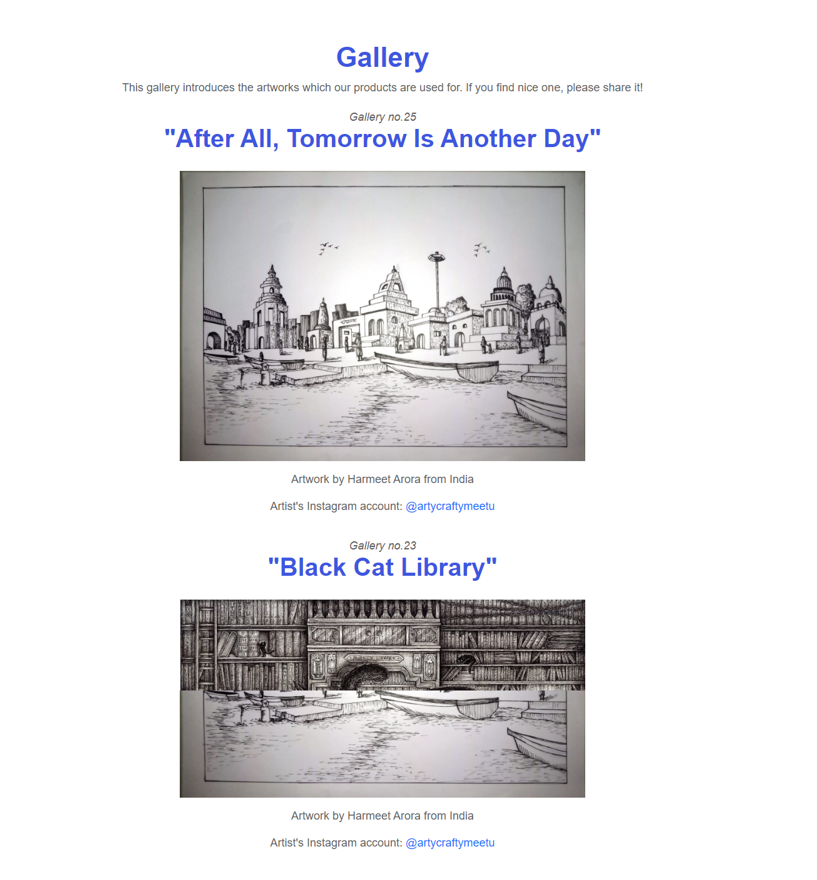 Gallery
This gallery introduces the artworks which our products are used for. If you find nice one, please share it!
Gallery no.25
"After All, Tomorrow Is Another Day"
Artwork by Harmeet Arora from India
Artist's Instagram account: @artycraftymeetu
Gallery no.23
"Black Cat Library"
Artwork by Harmeet Arora from India
Artist's Instagram account: @artycraftymeetu